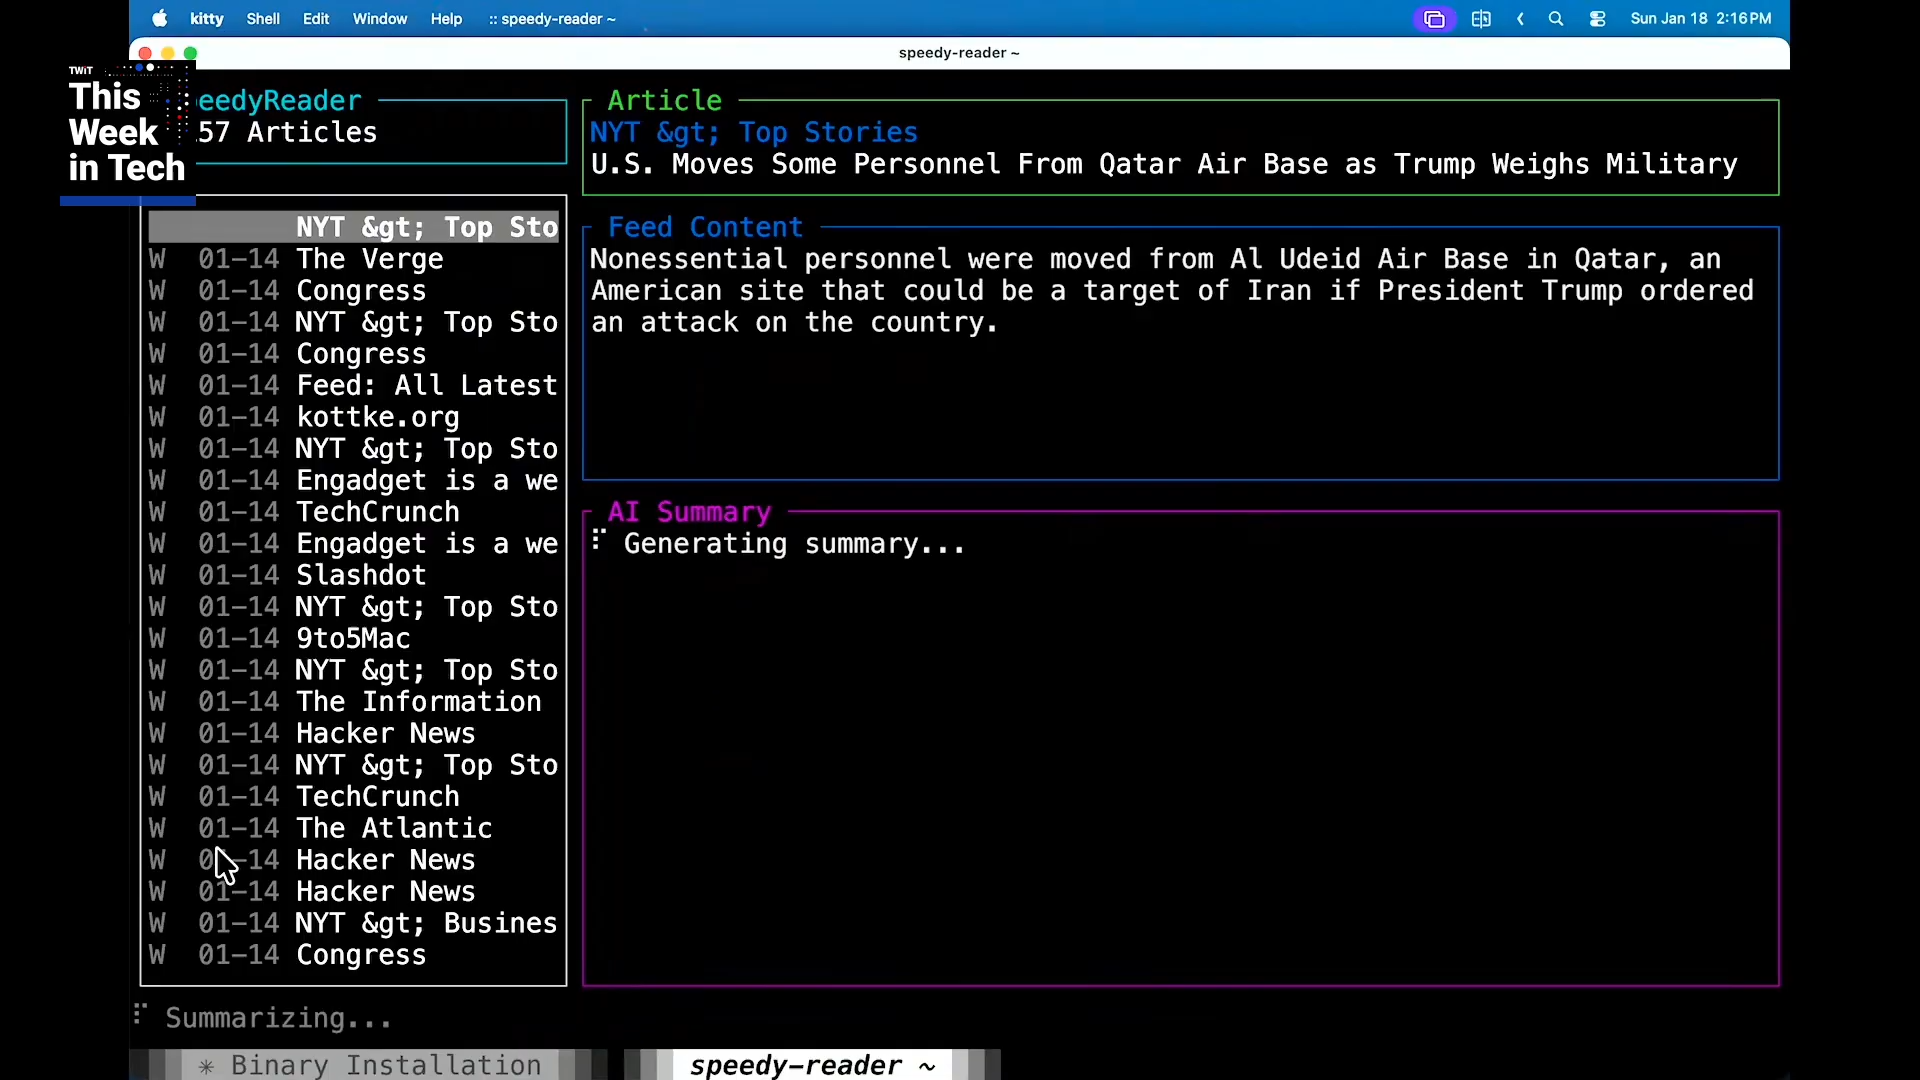 kitty Shell Edit Window Help :: speedy-reader ~ Sun Jan 18 2:16 PM
speedy-reader ~
TWiT
This
Week
in Tech
eedyReader
57 Articles
NYT &gt; Top Sto
W 01-14 The Verge
W 01-14 Congress
W 01-14 NYT &gt; Top Sto
W 01-14 Congress
W 01-14 Feed: All Latest
W 01-14 kottke.org
W 01-14 NYT &gt; Top Sto
W 01-14 Engadget is a we
W 01-14 TechCrunch
W 01-14 Engadget is a we
W 01-14 Slashdot
W 01-14 NYT &gt; Top Sto
W 01-14 9to5Mac
W 01-14 NYT &gt; Top Sto
W 01-14 The Information
W 01-14 Hacker News
W 01-14 NYT &gt; Top Sto
W 01-14 TechCrunch
W 01-14 The Atlantic
W 01-14 Hacker News
W 01-14 Hacker News
W 01-14 NYT &gt; Busines
W 01-14 Congress
Article
NYT &gt; Top Stories
U.S. Moves Some Personnel From Qatar Air Base as Trump Weighs Military
Feed Content
Nonessential personnel were moved from Al Udeid Air Base in Qatar, an
American site that could be a target of Iran if President Trump ordered
an attack on the country.
AI Summary
Generating summary...
Summarizing...
✳ Binary Installation
speedy-reader ~